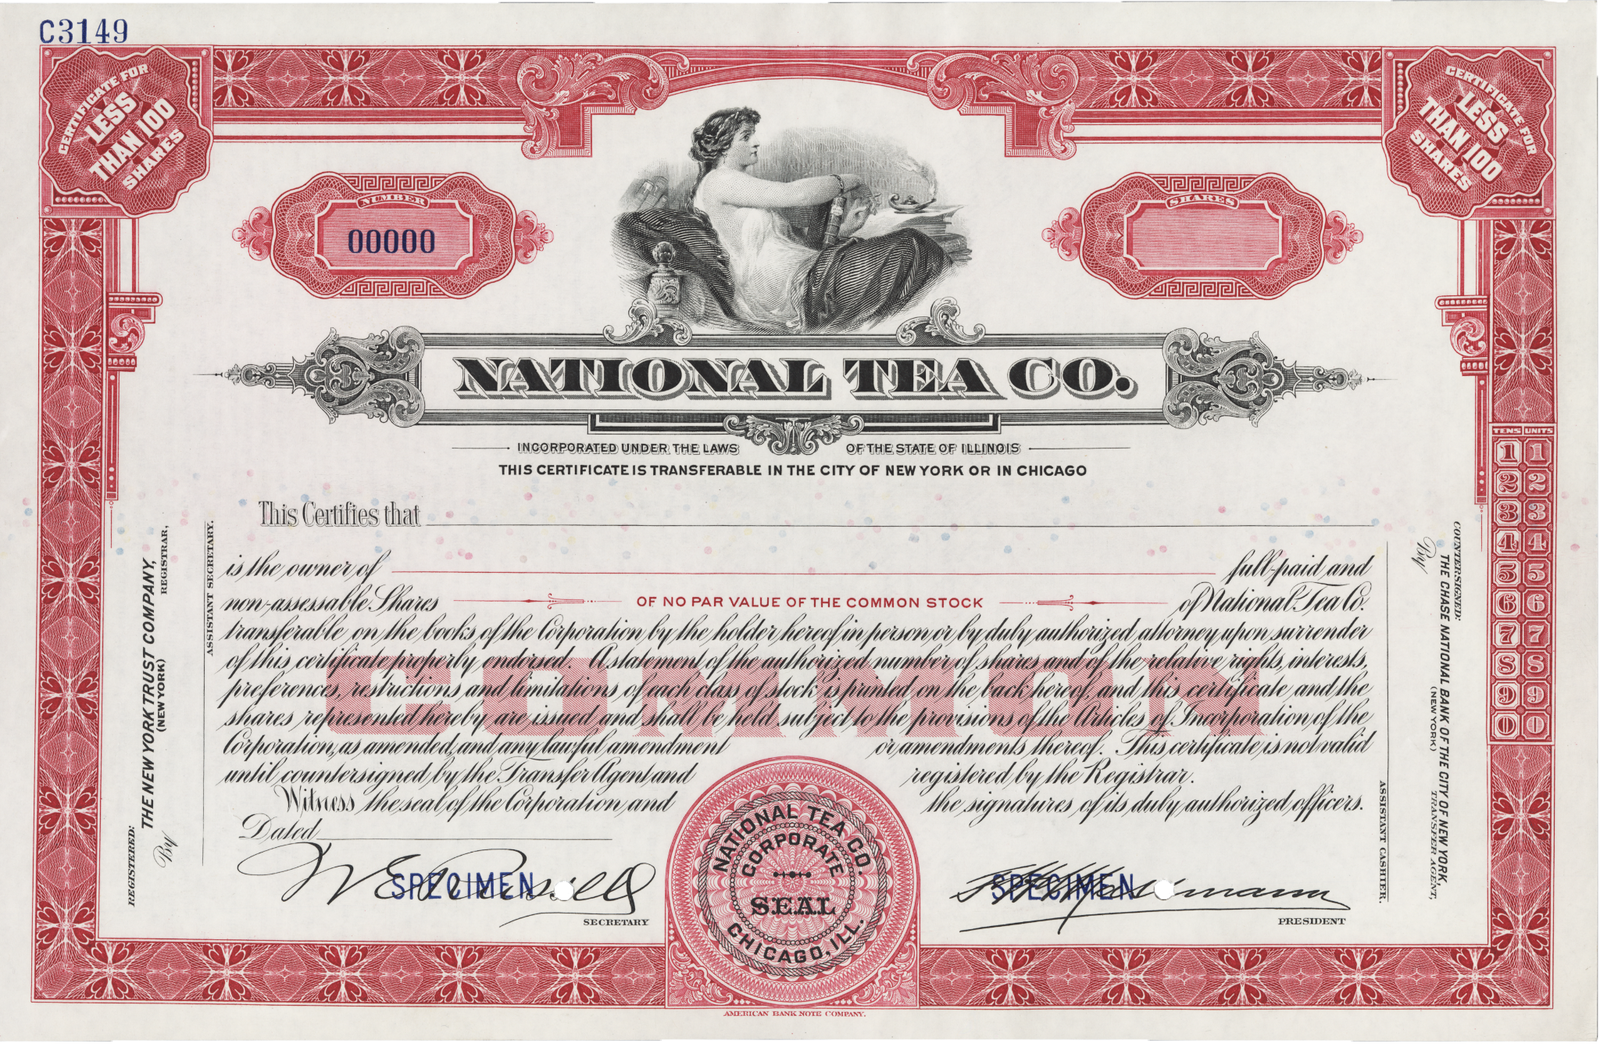 C3149
CERTIFICATE FOR
LESS
THAN 100
SHARES
CERTIFICATE FOR
LESS
THAN 100
SHARES
NUMBER
00000
SHARES
NATIONAL TEA CO.
INCORPORATED UNDER THE LAWS OF THE STATE OF ILLINOIS
THIS CERTIFICATE IS TRANSFERABLE IN THE CITY OF NEW YORK OR IN CHICAGO
This Certifies that
is the owner of full-paid and
non-assessable Shares OF NO PAR VALUE OF THE COMMON STOCK of National Tea Co.
transferable on the books of the Corporation by the holder hereof in person or by duly authorized attorney upon surrender
of this certificate properly endorsed. A statement of the authorized number of shares and of the relative rights, interests,
preferences, restrictions and limitations of each class of stock is printed on the back hereof, and this certificate and the
shares represented hereby are issued and shall be held subject to the provisions of the Articles of Incorporation of the
Corporation, as amended, and any lawful amendment or amendments thereof. This certificate is not valid
until countersigned by the Transfer Agent and registered by the Registrar.
Witness the seal of the Corporation and the signatures of its duly authorized officers.
COMMON
Dated
SPECIMEN
SECRETARY
SPECIMEN
PRESIDENT
NATIONAL TEA CO.
CORPORATE
SEAL
CHICAGO, ILL.
REGISTERED:
THE NEW YORK TRUST COMPANY,
(NEW YORK) REGISTRAR,
By
ASSISTANT SECRETARY.
COUNTERSIGNED:
THE CHASE NATIONAL BANK OF THE CITY OF NEW YORK,
(NEW YORK) TRANSFER AGENT,
By
ASSISTANT CASHIER.
TENS UNITS
1 1
2 2
3 3
4 4
5 5
6 6
7 7
8 8
9 9
0 0
AMERICAN BANK NOTE COMPANY.